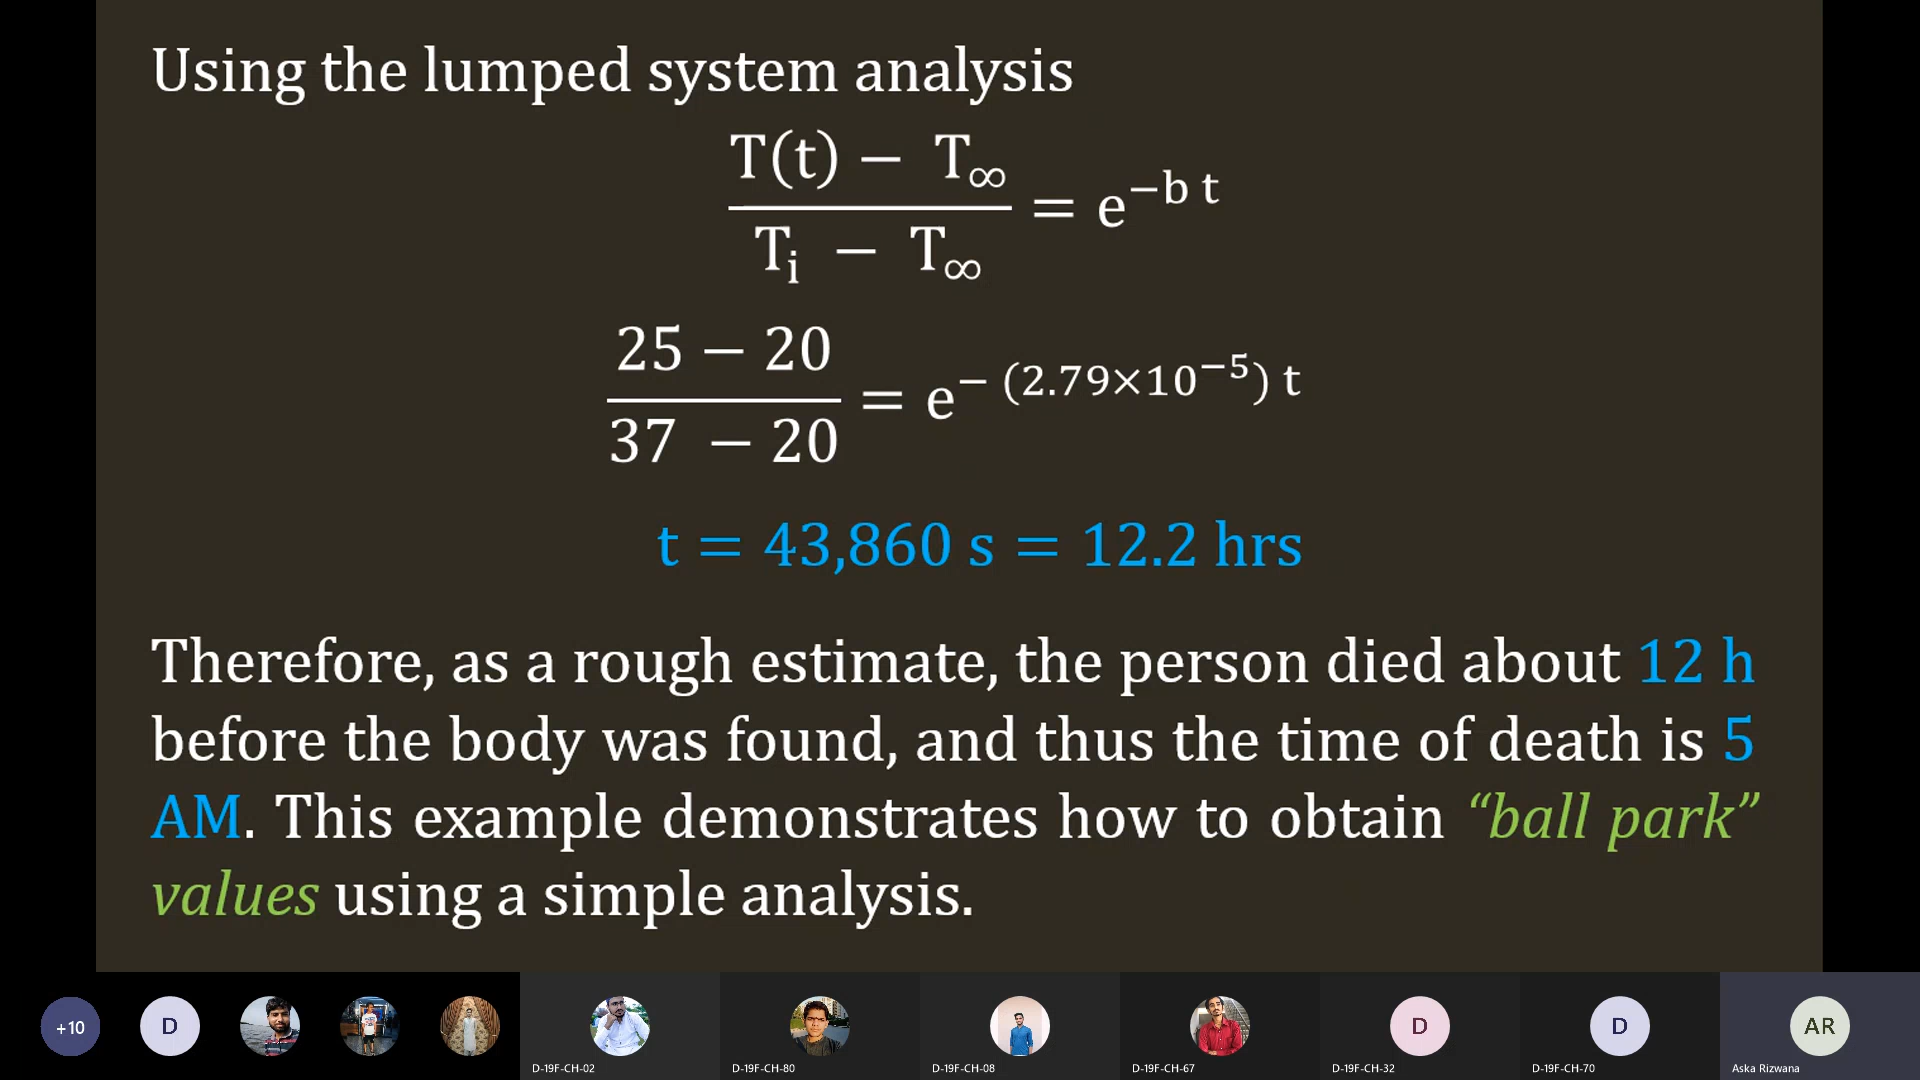 Using the lumped system analysis
T(t) − T∞
Ti − T∞
= e^−b t
25 − 20
37 − 20
= e^− (2.79×10^−5) t
t = 43,860 s = 12.2 hrs
Therefore, as a rough estimate, the person died about 12 h
before the body was found, and thus the time of death is 5
AM. This example demonstrates how to obtain “ball park”
values using a simple analysis.
+10
D
D
D
AR
D-19F-CH-02
D-19F-CH-80
D-19F-CH-08
D-19F-CH-67
D-19F-CH-32
D-19F-CH-70
Aska Rizwana